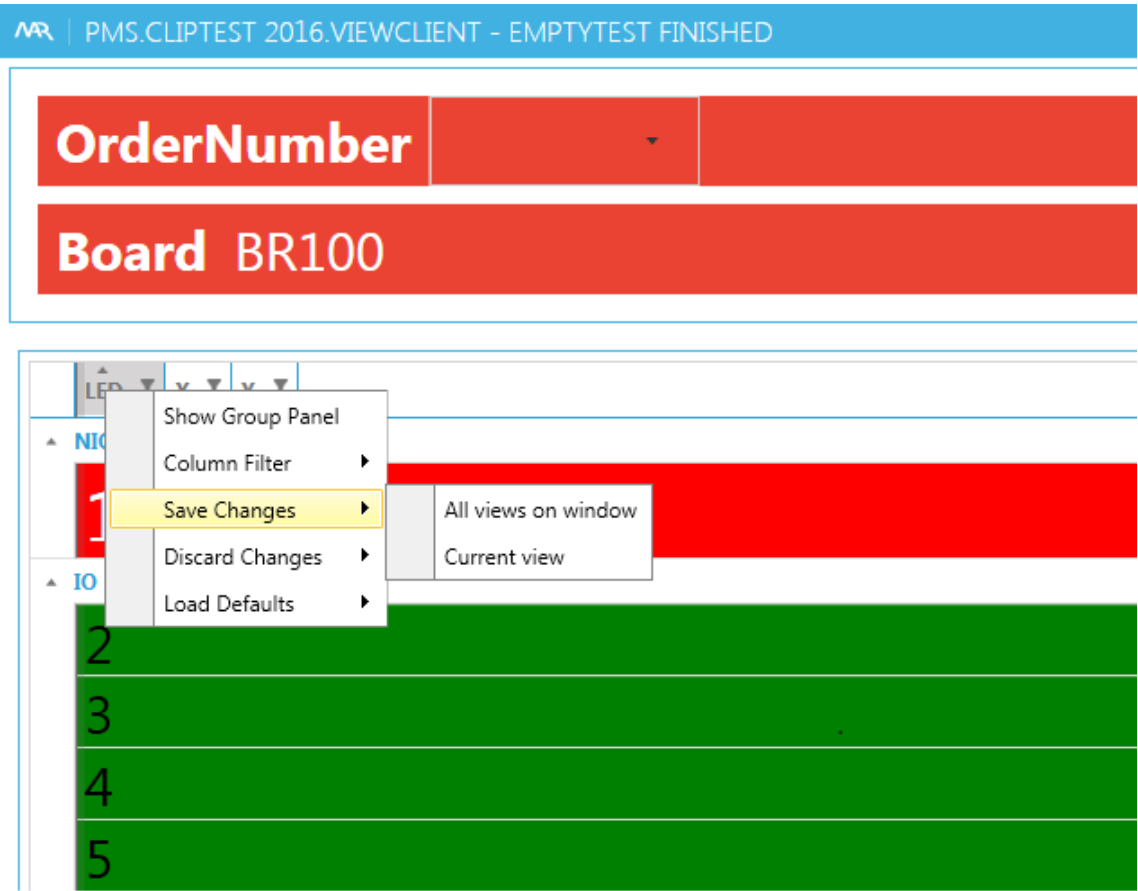 PMS.CLIPTEST 2016.VIEWCLIENT - EMPTYTEST FINISHED
OrderNumber
Board BR100
Show Group Panel
Column Filter
Save Changes
All views on window
Discard Changes
Current view
Load Defaults
IO
2
3
4
5